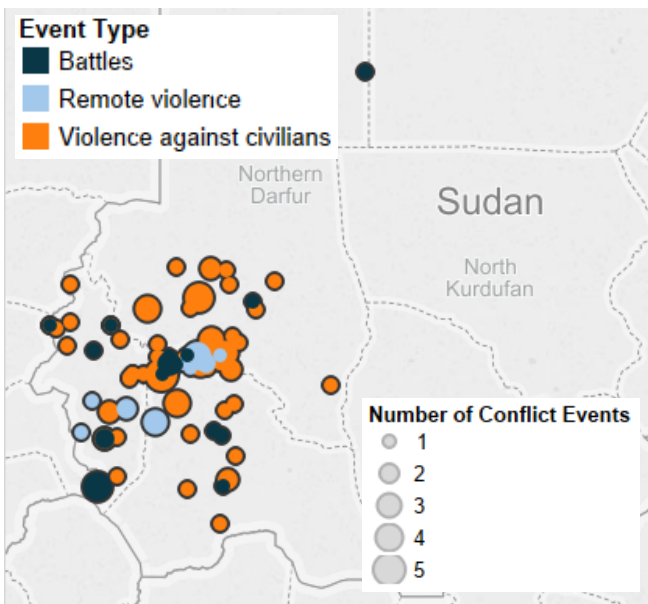 Event Type
Battles
Remote violence
Violence against civilians
Northern
Darfur
Sudan
North
Kurdufan
Number of Conflict Events
1
2
3
4
5